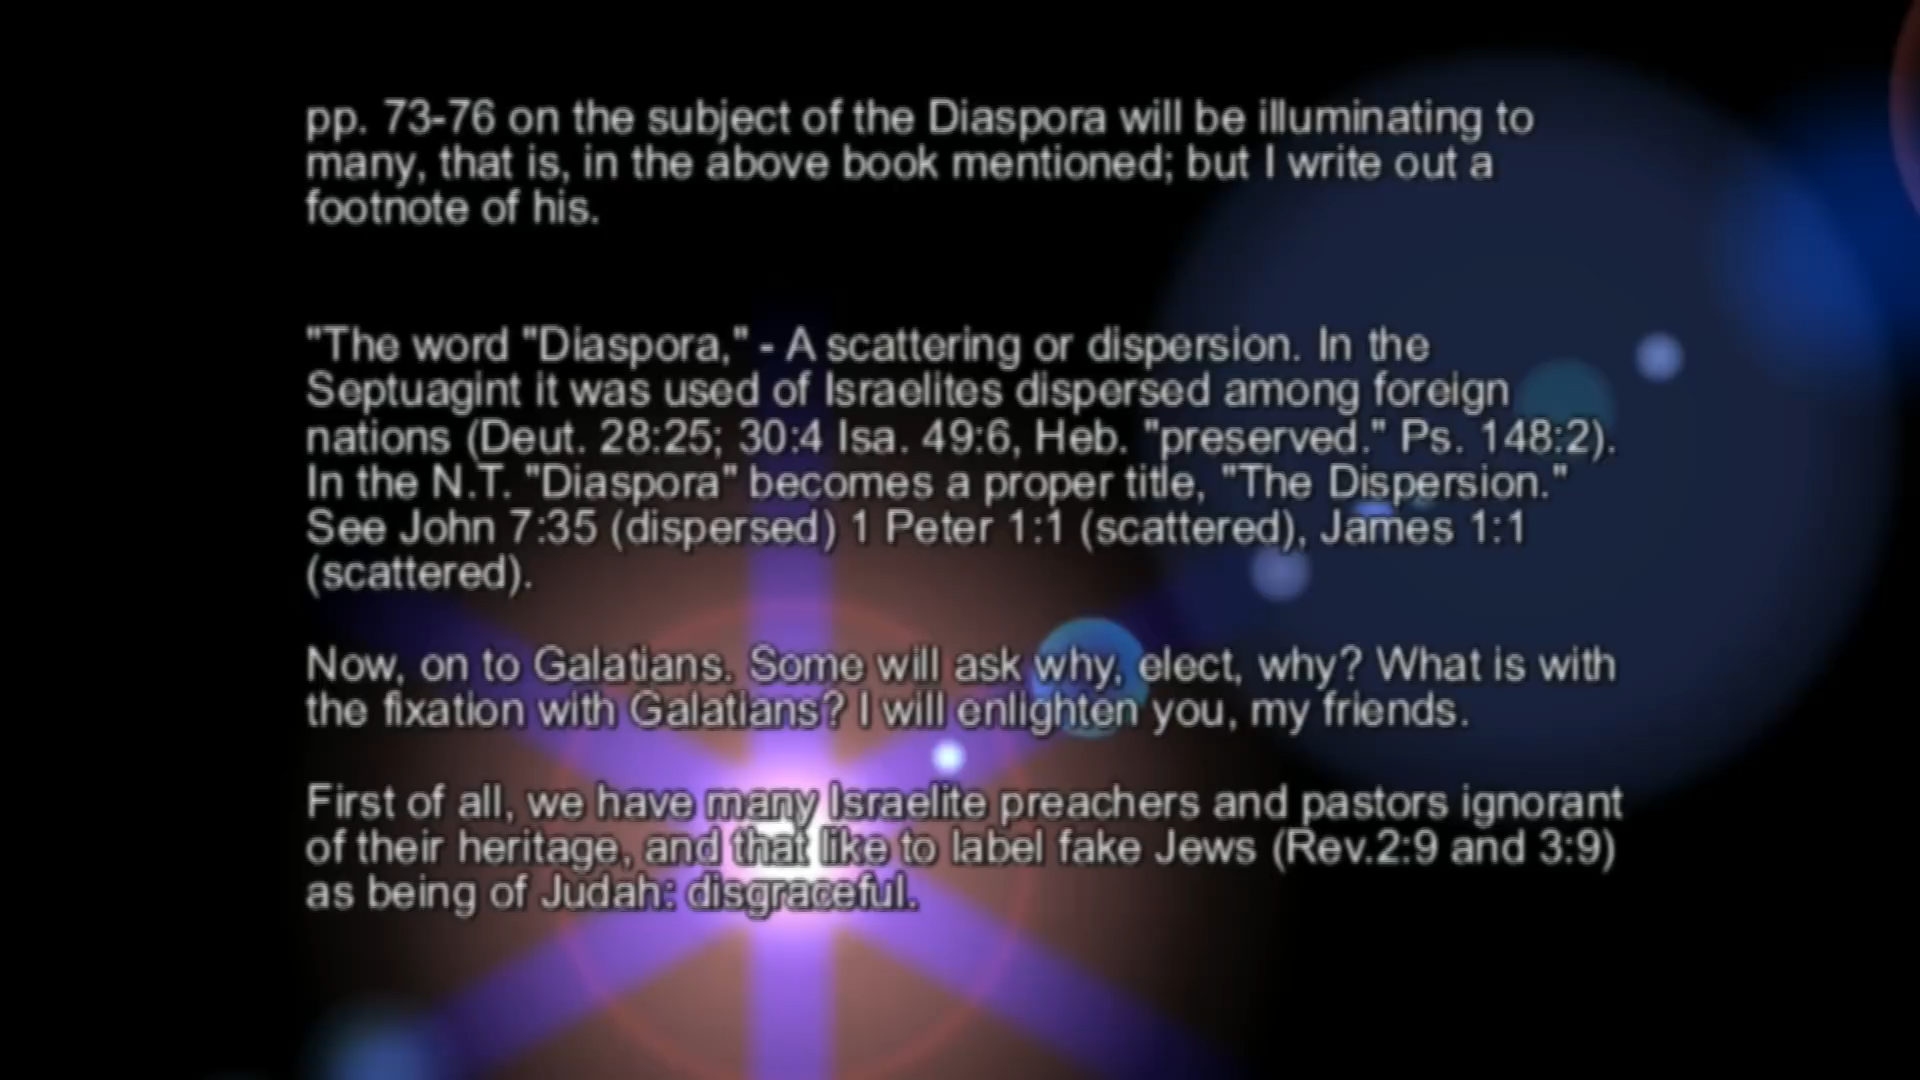 pp. 73-76 on the subject of the Diaspora will be illuminating to
many, that is, in the above book mentioned; but I write out a
footnote of his.
"The word "Diaspora," - A scattering or dispersion. In the
Septuagint it was used of Israelites dispersed among foreign
nations (Deut. 28:25; 30:4 Isa. 49:6, Heb. "preserved." Ps. 148:2).
In the N.T. "Diaspora" becomes a proper title, "The Dispersion."
See John 7:35 (dispersed) 1 Peter 1:1 (scattered), James 1:1
(scattered).
Now, on to Galatians. Some will ask why, elect, why? What is with
the fixation with Galatians? I will enlighten you, my friends.
First of all, we have many Israelite preachers and pastors ignorant
of their heritage, and that like to label fake Jews (Rev.2:9 and 3:9)
as being of Judah: disgraceful.